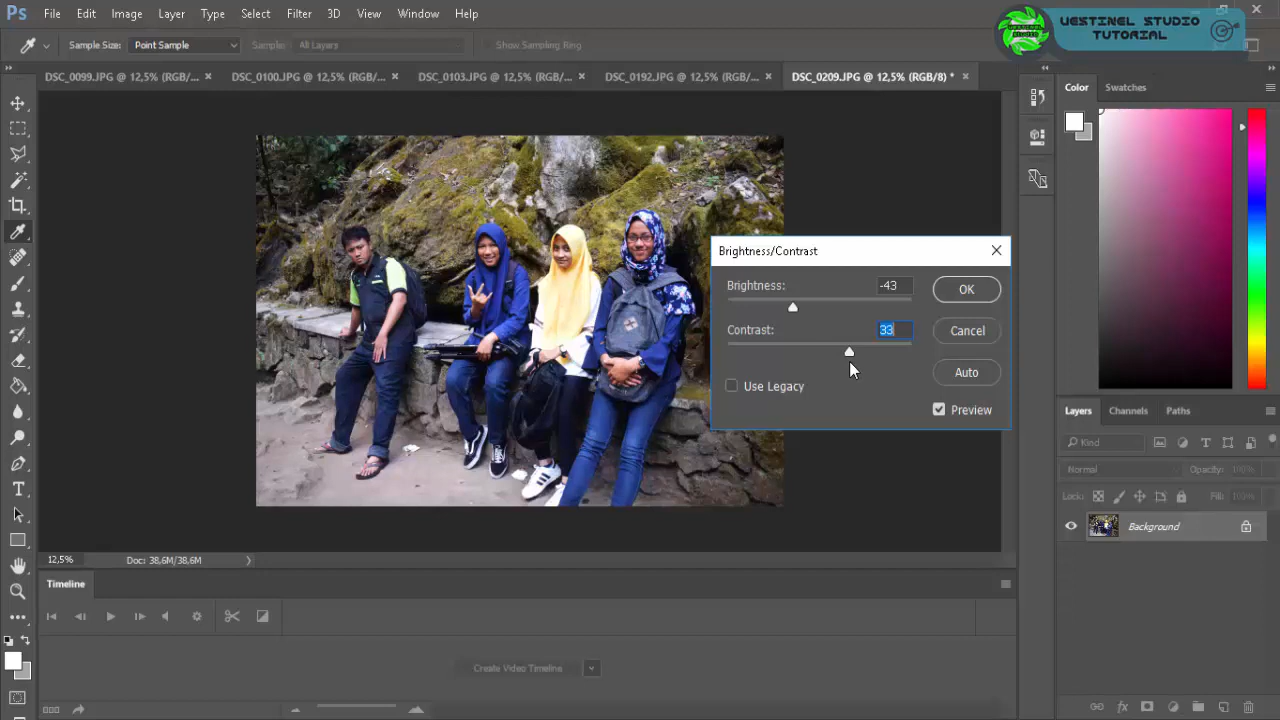 Ps File Edit Image Layer Type Select Filter 3D View Window Help
VESTINEL STUDIO
TUTORIAL
Sample Size: Point Sample Sample: All Layers Show Sampling Ring
DSC_0099.JPG @ 12,5% (RGB/... × DSC_0100.JPG @ 12,5% (RGB/... × DSC_0103.JPG @ 12,5% (RGB/... × DSC_0192.JPG @ 12,5% (RGB/... × DSC_0209.JPG @ 12,5% (RGB/8) * ×
Color Swatches
Brightness/Contrast
Brightness: -43
OK
Contrast: 33
Cancel
Auto
Use Legacy
Preview
Layers Channels Paths
Kind
Normal Opacity: 100%
Lock: Fill: 100%
Background
12,5% Doc: 38,6M/38,6M
Timeline
Create Video Timeline